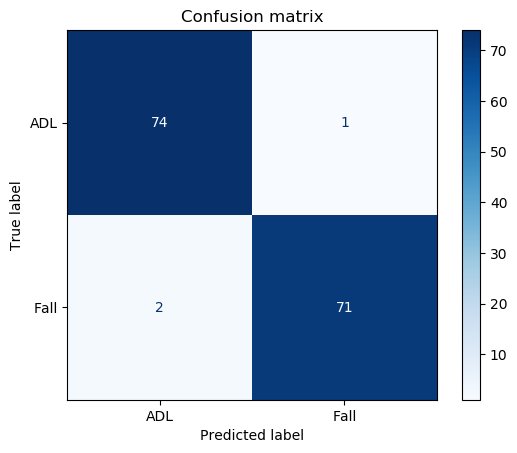 Confusion matrix
True label
ADL
74
1
Fall
2
71
ADL
Fall
Predicted label
70
60
50
40
30
20
10